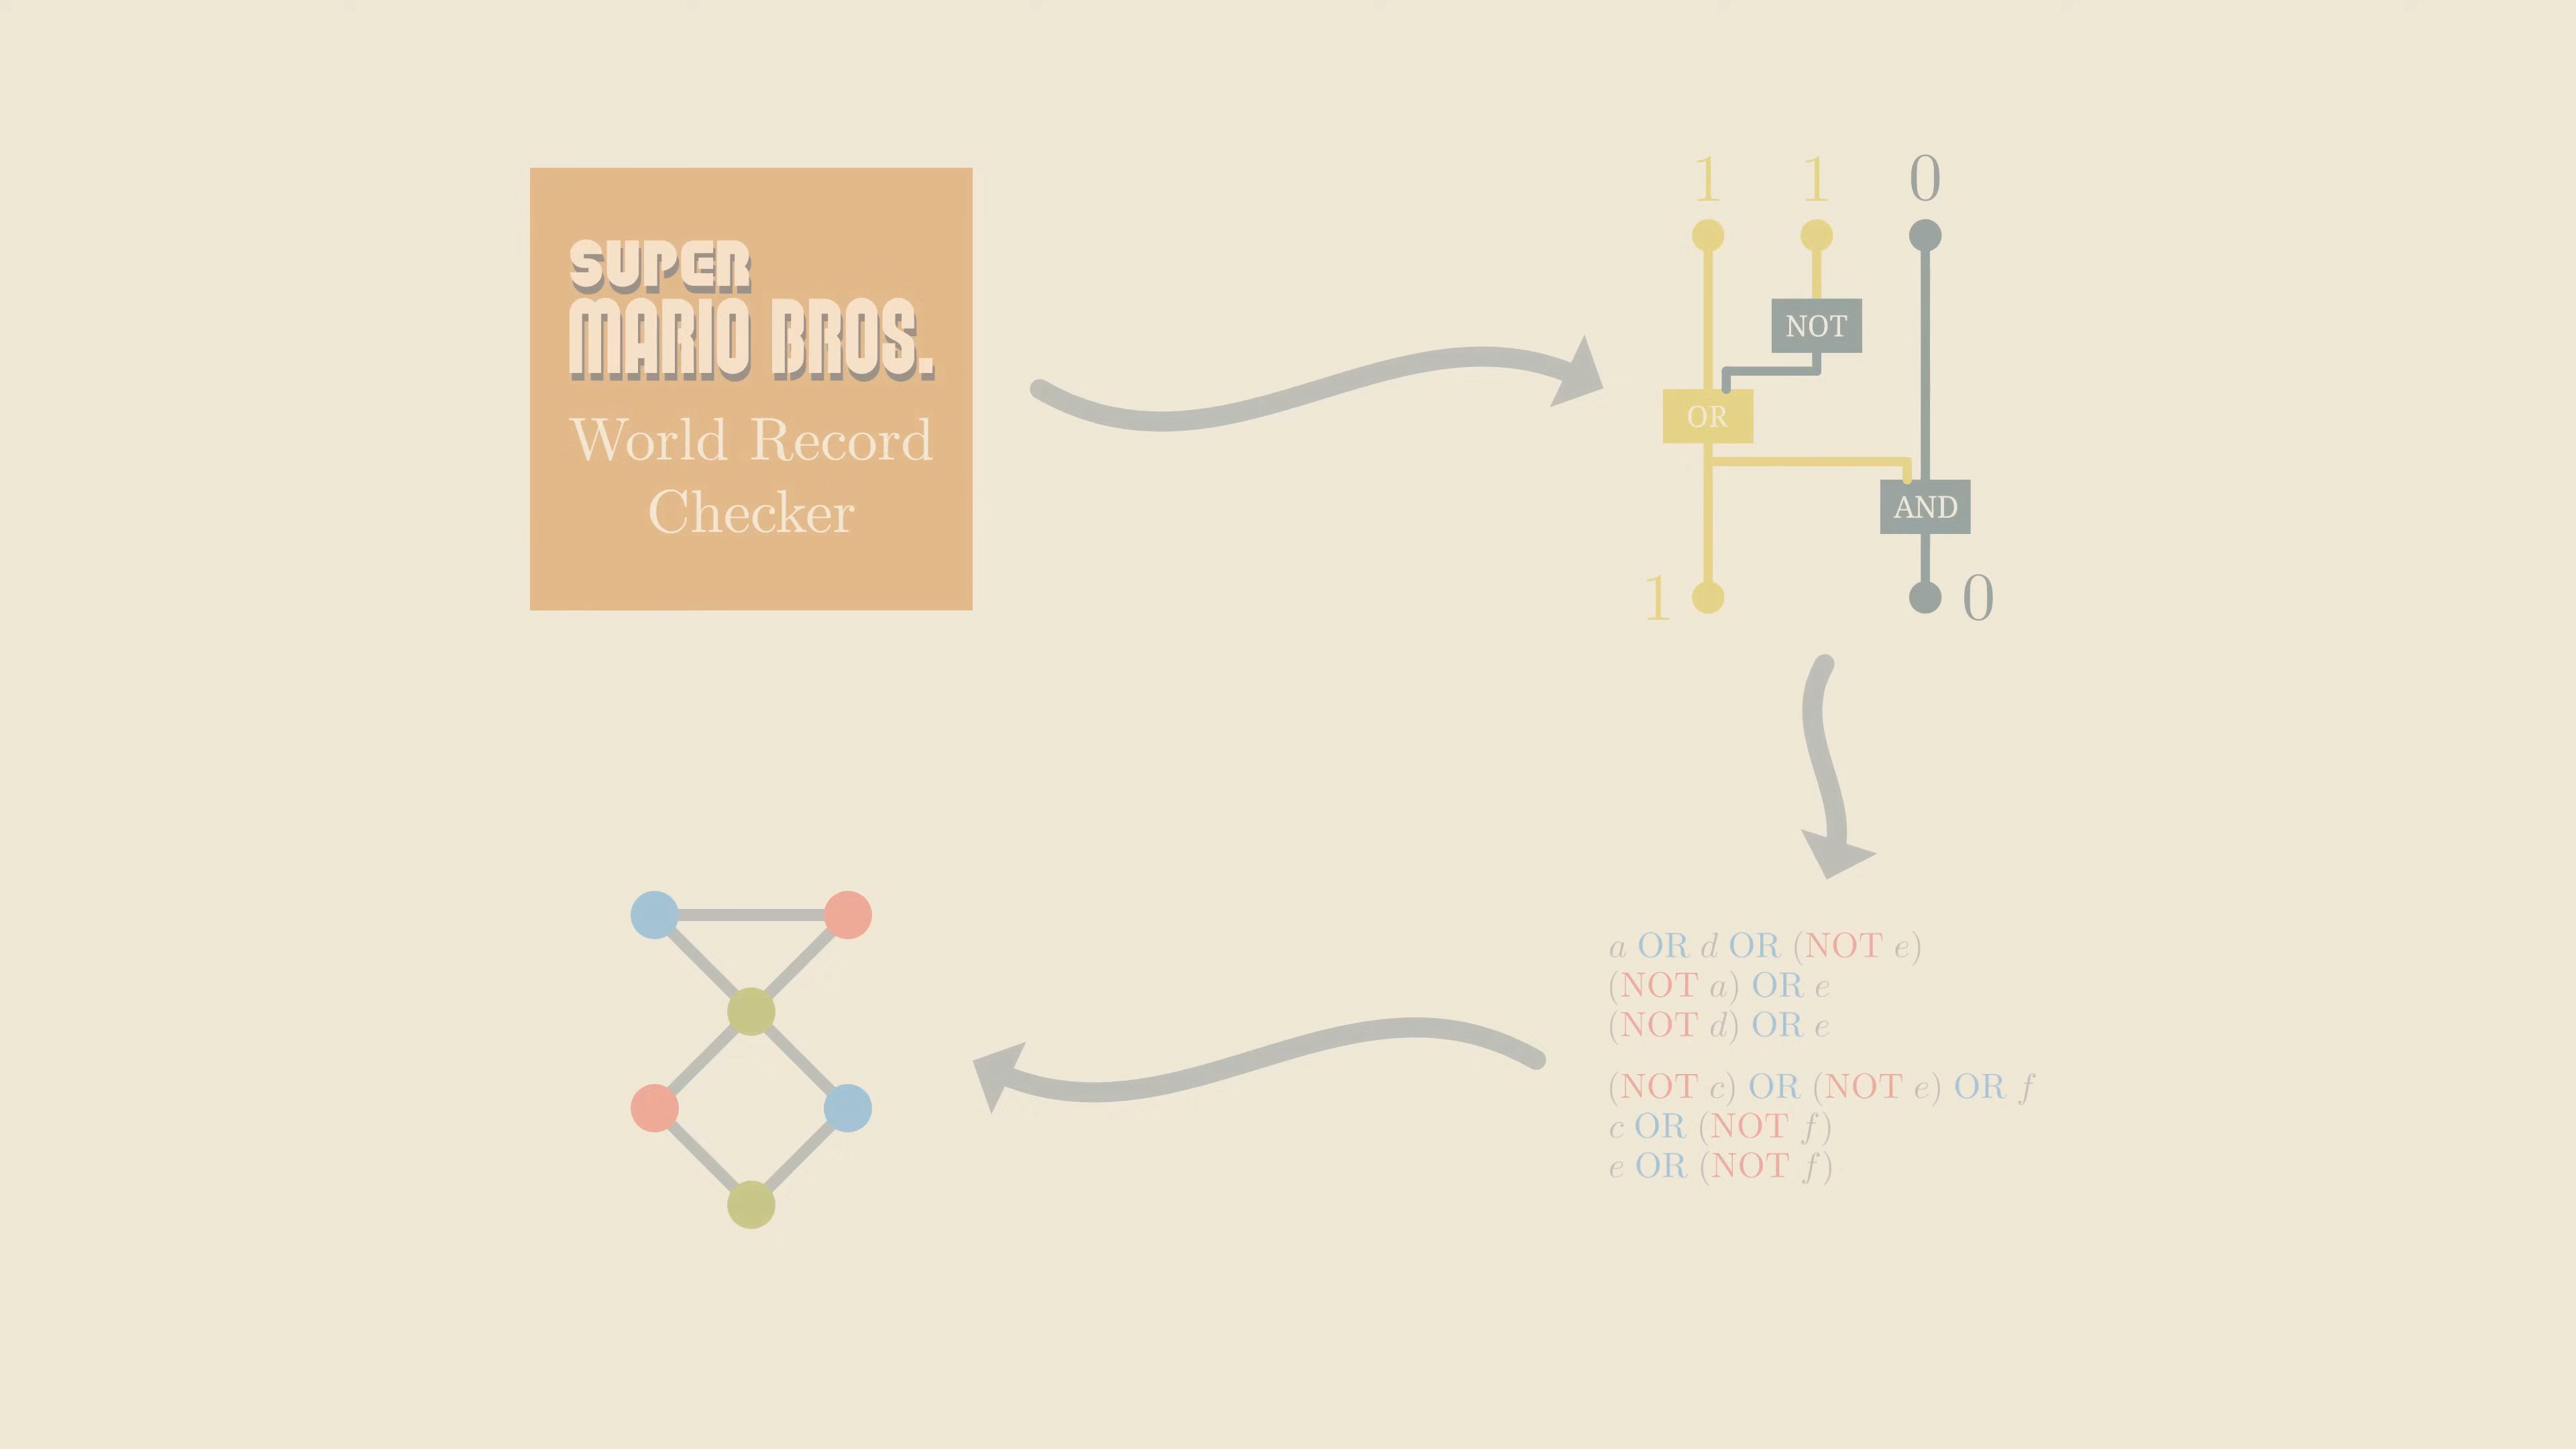 SUPER
MARIO BROS.
World Record
Checker
1 1 0
NOT
OR
AND
1 0
a OR d OR (NOT e)
(NOT a) OR e
(NOT d) OR e
(NOT c) OR (NOT e) OR f
c OR (NOT f)
e OR (NOT f)